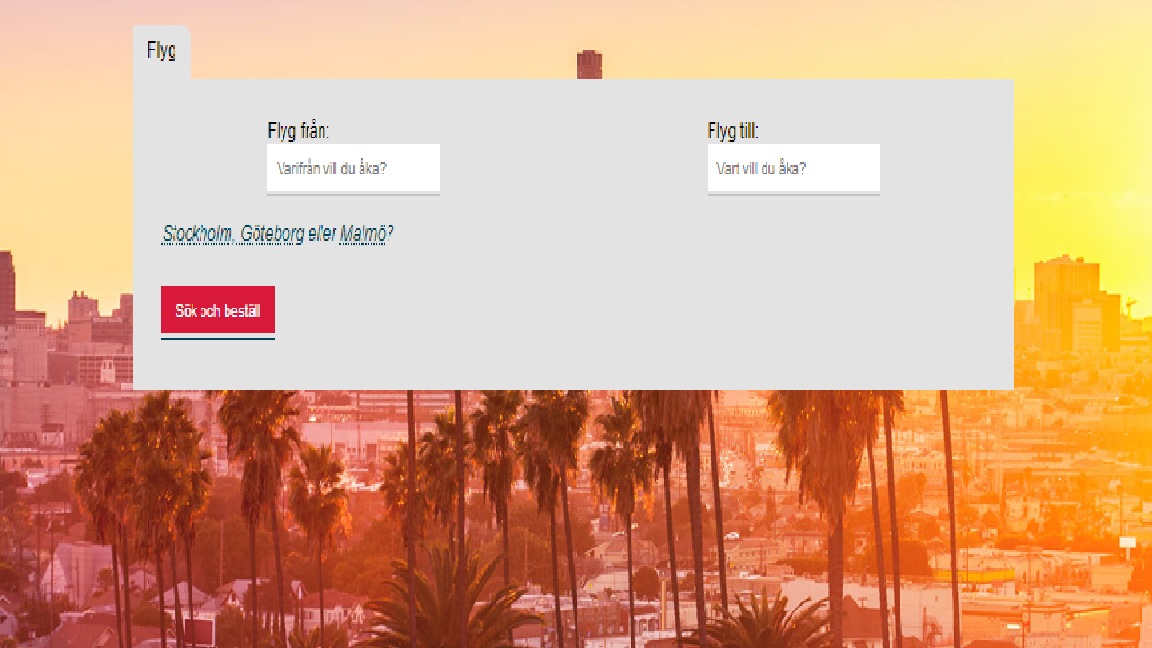 Flyg
Flyg från: Flyg till:
Varifrån vill du åka? Vart vill du åka?
Stockholm, Göteborg eller Malmö?
Sök och beställ